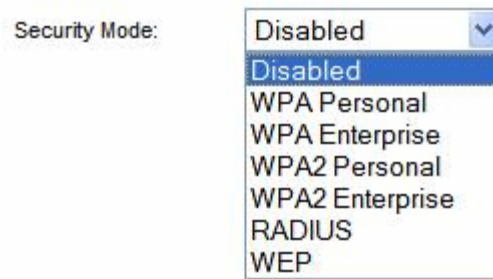 Security Mode: Disabled
Disabled
WPA Personal
WPA Enterprise
WPA2 Personal
WPA2 Enterprise
RADIUS
WEP